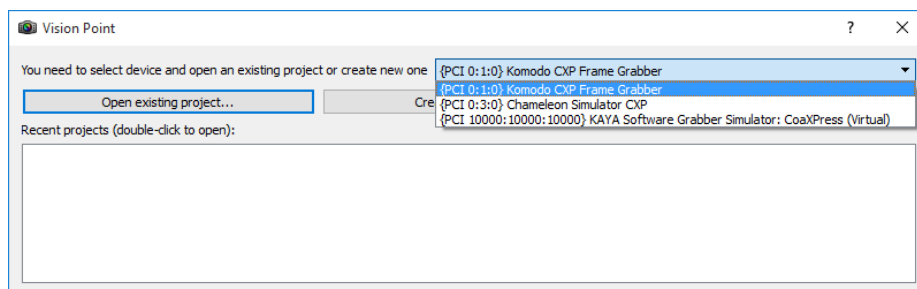 Vision Point
You need to select device and open an existing project or create new one {PCI 0:1:0} Komodo CXP Frame Grabber
{PCI 0:1:0} Komodo CXP Frame Grabber
Open existing project... Cre {PCI 0:3:0} Chameleon Simulator CXP
{PCI 10000:10000:10000} KAYA Software Grabber Simulator: CoaXPress (Virtual)
Recent projects (double-click to open):